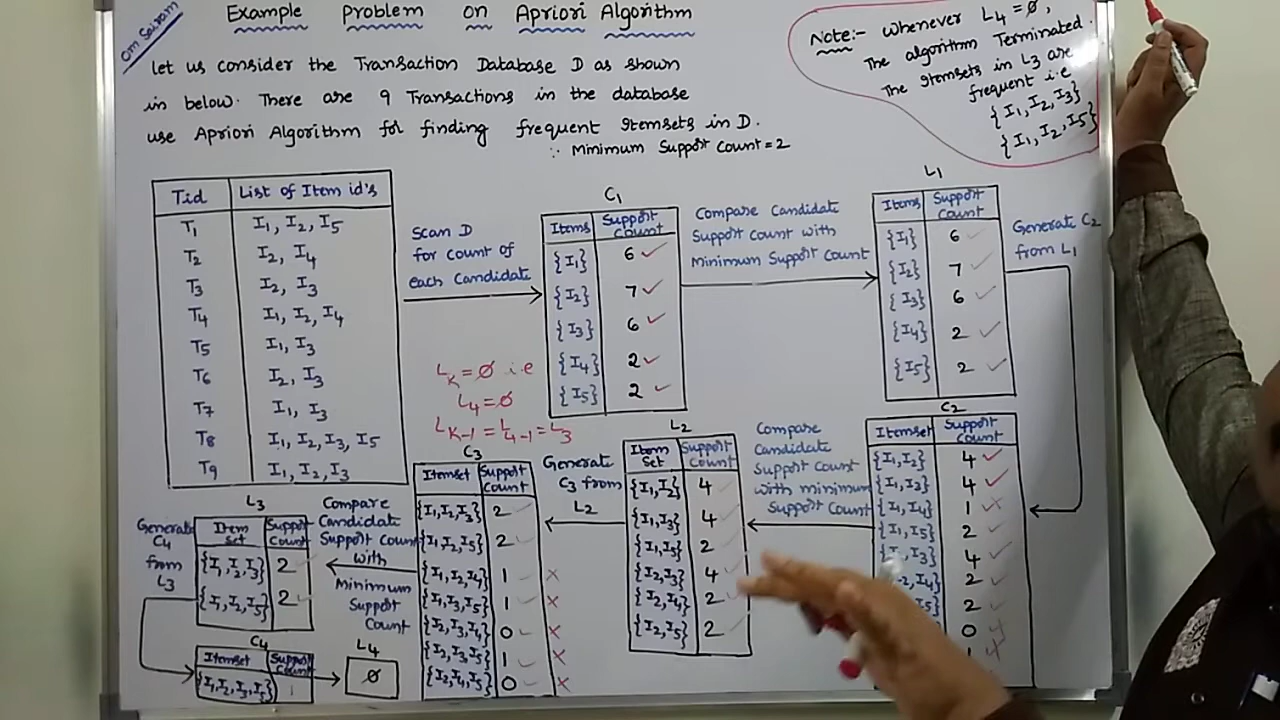 Om Sairam
Example Problem on Apriori Algorithm
let us consider the Transaction Database D as shown
in below. There are 9 Transactions in the database
use Apriori Algorithm for finding frequent Itemsets in D.
∴ Minimum Support Count = 2
Note:- Whenever L4 = ∅,
The algorithm Terminated.
The Itemsets in L3 are
frequent i.e
{I1, I2, I3}
{I1, I2, I5}
Tid List of Item id's
T1 I1, I2, I5
T2 I2, I4
T3 I2, I3
T4 I1, I2, I4
T5 I1, I3
T6 I2, I3
T7 I1, I3
T8 I1, I2, I3, I5
T9 I1, I2, I3
Scan D
for count of
each Candidate
C1
Items Support Count
{I1} 6 ✓
{I2} 7 ✓
{I3} 6 ✓
{I4} 2 ✓
{I5} 2 ✓
Compare Candidate
Support count with
Minimum Support Count
L1
Items Support Count
{I1} 6 ✓
{I2} 7 ✓
{I3} 6 ✓
{I4} 2 ✓
{I5} 2 ✓
Generate C2
from L1
C2
Itemset Support Count
{I1, I2} 4 ✓
{I1, I2} 4 ✓
{I1, I4} 1 ×
{I1, I5} 2 ✓
, I3} 4 ✓
2, I4} 2 ✓
5} 2 ✓
0
1 ×
Compare
Candidate
Support count
with minimum
Support Count
L2
Item Set Support Count
{I1, I2} 4 ✓
{I1, I3} 4 ✓
{I1, I5} 2 ✓
{I2, I3} 4 ✓
{I2, I4} 2 ✓
{I2, I5} 2 ✓
LK = ∅ i.e
L4 = ∅
LK-1 = L4-1 = L3
Generate
C3 from
L2
C3
Itemset Support Count
{I1, I2, I3} 2 ✓
{I1, I2, I5} 2 ✓
{I1, I2, I4} 1 ×
{I1, I3, I5} 1 ×
{I2, I3, I4} 0 ×
{I2, I3, I5} 1 ×
{I2, I4, I5} 0 ×
Compare
Candidate
Support Count
with
Minimum
Support
Count
L3
Item set Support Count
{I1, I2, I3} 2 ✓
{I1, I2, I5} 2 ✓
Generate
C4
from
L3
C4
Itemset Support Count
{I1, I2, I3, I5} 1
L4
∅